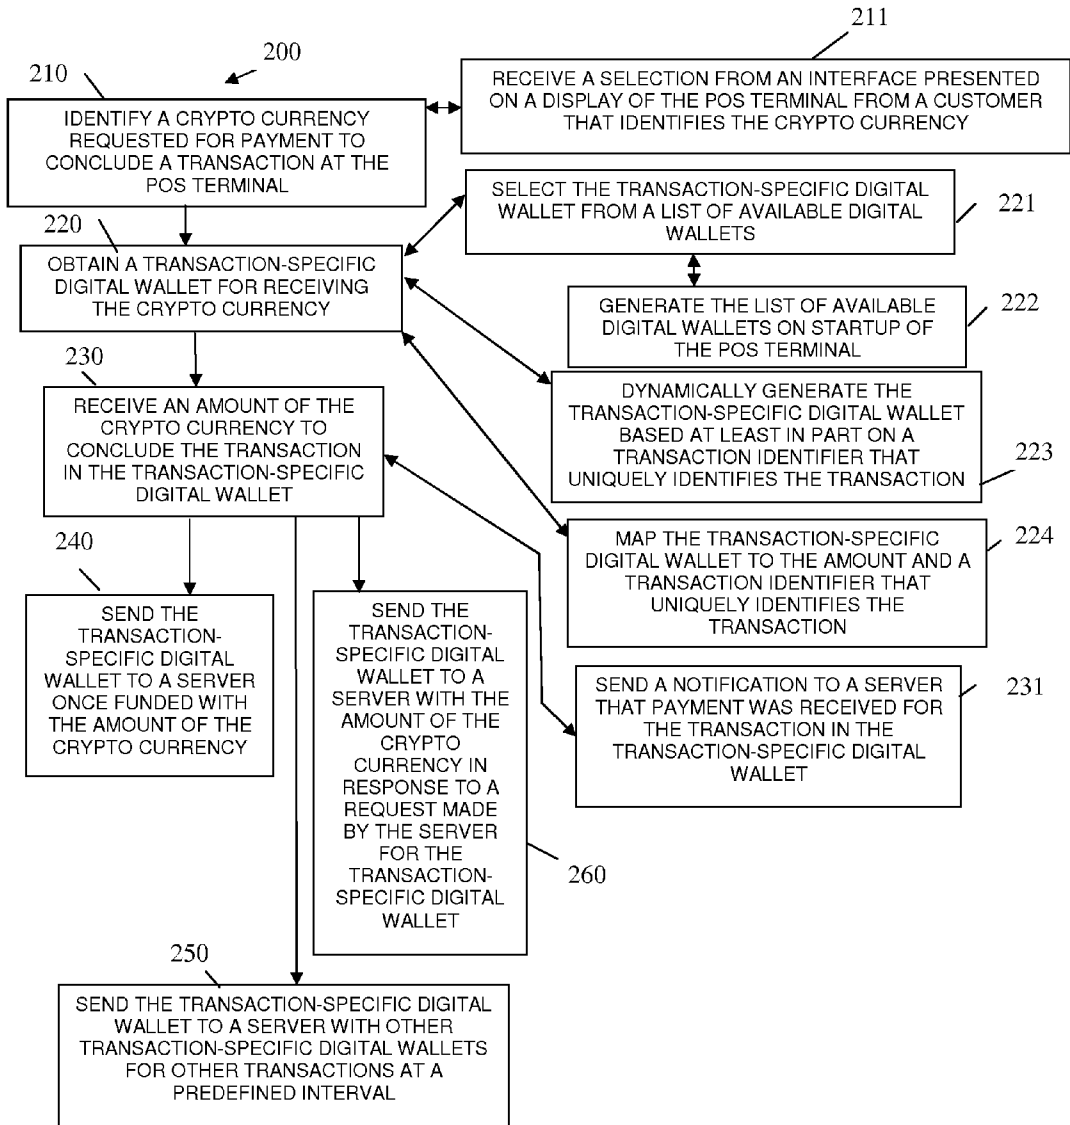 211
200
210
RECEIVE A SELECTION FROM AN INTERFACE PRESENTED
ON A DISPLAY OF THE POS TERMINAL FROM A CUSTOMER
THAT IDENTIFIES THE CRYPTO CURRENCY
IDENTIFY A CRYPTO CURRENCY
REQUESTED FOR PAYMENT TO
CONCLUDE A TRANSACTION AT THE
POS TERMINAL
SELECT THE TRANSACTION-SPECIFIC DIGITAL
WALLET FROM A LIST OF AVAILABLE DIGITAL
WALLETS
221
220
OBTAIN A TRANSACTION-SPECIFIC
DIGITAL WALLET FOR RECEIVING
THE CRYPTO CURRENCY
GENERATE THE LIST OF AVAILABLE
DIGITAL WALLETS ON STARTUP OF
THE POS TERMINAL
222
230
RECEIVE AN AMOUNT OF THE
CRYPTO CURRENCY TO
CONCLUDE THE TRANSACTION
IN THE TRANSACTION-SPECIFIC
DIGITAL WALLET
DYNAMICALLY GENERATE THE
TRANSACTION-SPECIFIC DIGITAL WALLET
BASED AT LEAST IN PART ON A
TRANSACTION IDENTIFIER THAT
UNIQUELY IDENTIFIES THE TRANSACTION
223
MAP THE TRANSACTION-SPECIFIC
DIGITAL WALLET TO THE AMOUNT AND A
TRANSACTION IDENTIFIER THAT
UNIQUELY IDENTIFIES THE
TRANSACTION
224
240
SEND THE
TRANSACTION-
SPECIFIC DIGITAL
WALLET TO A SERVER
ONCE FUNDED WITH
THE AMOUNT OF THE
CRYPTO CURRENCY
SEND THE
TRANSACTION-
SPECIFIC DIGITAL
WALLET TO A
SERVER WITH THE
AMOUNT OF THE
CRYPTO
CURRENCY IN
RESPONSE TO A
REQUEST MADE
BY THE SERVER
FOR THE
TRANSACTION-
SPECIFIC DIGITAL
WALLET
260
SEND A NOTIFICATION TO A SERVER
THAT PAYMENT WAS RECEIVED FOR
THE TRANSACTION IN THE
TRANSACTION-SPECIFIC DIGITAL
WALLET
231
250
SEND THE TRANSACTION-SPECIFIC DIGITAL
WALLET TO A SERVER WITH OTHER
TRANSACTION-SPECIFIC DIGITAL WALLETS
FOR OTHER TRANSACTIONS AT A
PREDEFINED INTERVAL